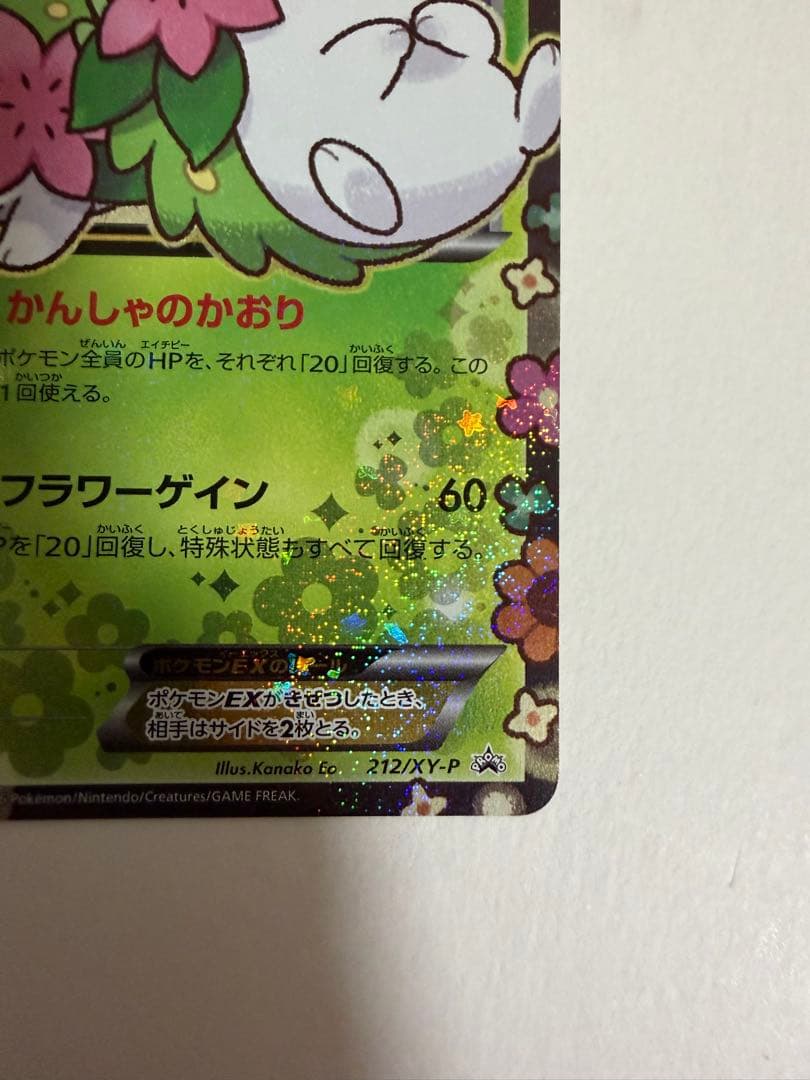 かんしゃのかおり
ポケモン全員のHPを、それぞれ「20」回復する。この
1回使える。
フラワーゲイン 60
Pを「20」回復し、特殊状態もすべて回復する。
ポケモンEXのルール
ポケモンEXがきぜつしたとき、
相手はサイドを2枚とる。
Illus.Kanako Eo 212/XY-P PROMO
Pokémon/Nintendo/Creatures/GAME FREAK.